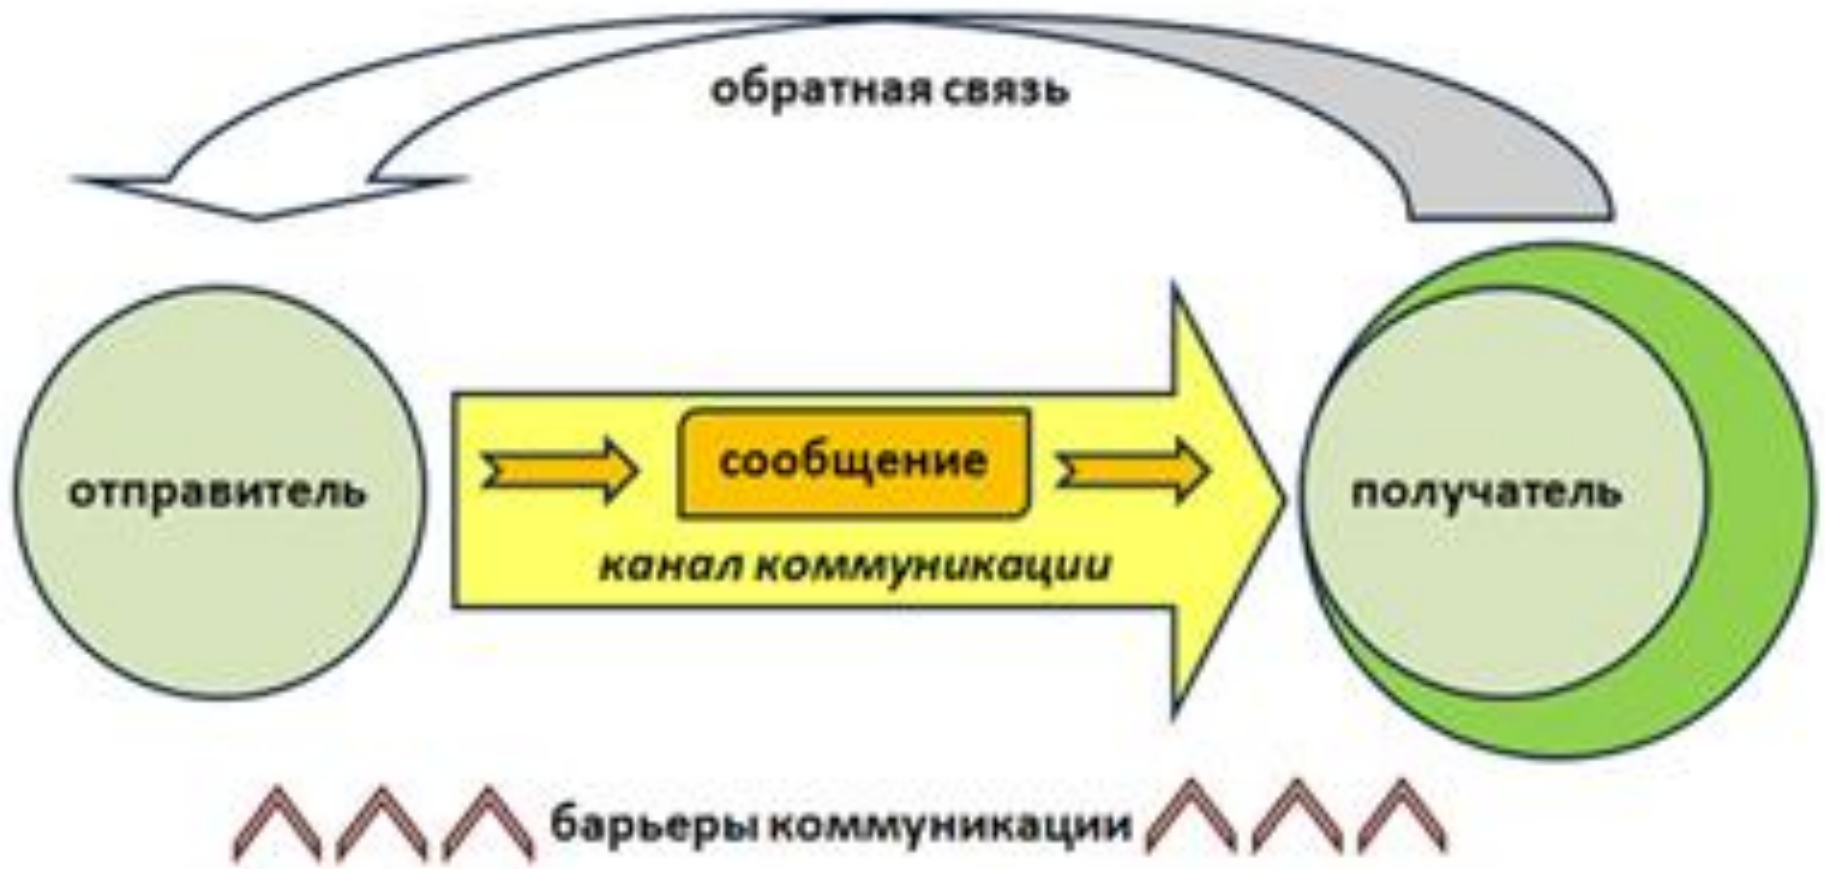 обратная связь
отправитель
сообщение
канал коммуникации
получатель
барьеры коммуникации